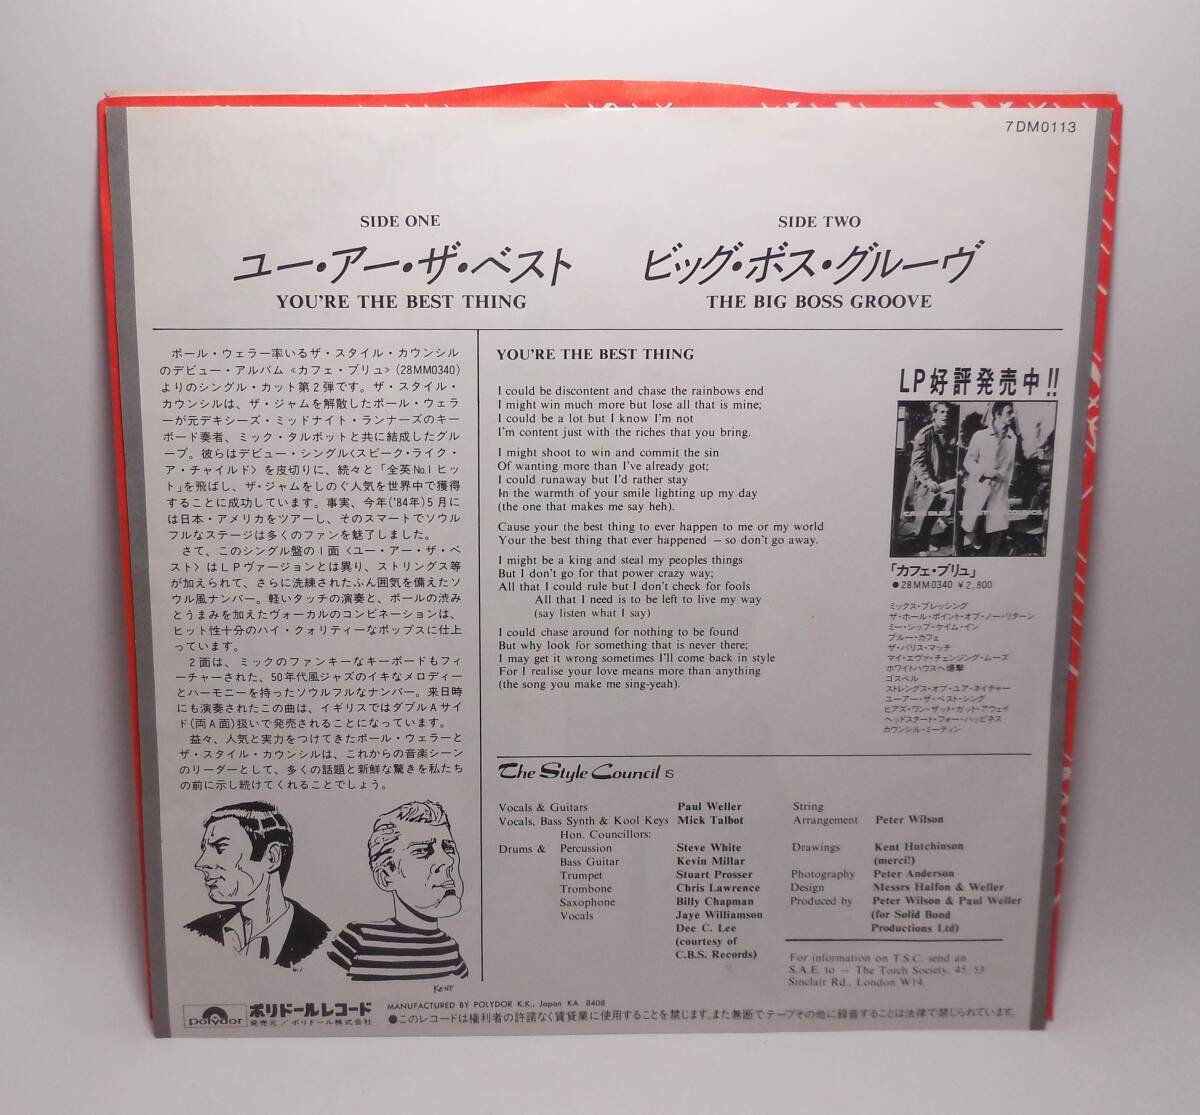 7DM0113
SIDE ONE
ユー・アー・ザ・ベスト
YOU'RE THE BEST THING
SIDE TWO
ビッグ・ボス・グルーヴ
THE BIG BOSS GROOVE
ポール・ウェラー率いるザ・スタイル・カウンシル
のデビュー・アルバム《カフェ・ブリュ》(28MM0340)
よりのシングル・カット第2弾です。ザ・スタイル・
カウンシルは、ザ・ジャムを解散したポール・ウェラ
ーが元デキシーズ・ミッドナイト・ランナーズのキー
ボード奏者、ミック・タルボットと共に結成したグル
ープ。彼らはデビュー・シングル〈スピーク・ライク・
ア・チャイルド〉を皮切りに、続々と「全英No.1ヒッ
ト」を飛ばし、ザ・ジャムをしのぐ人気を世界中で獲得
することに成功しています。事実、今年('84年)5月に
は日本・アメリカをツアーし、そのスマートでソウル
フルなステージは多くのファンを魅了しました。
さて、このシングル盤の1面〈ユー・アー・ザ・ベ
スト〉はLPヴァージョンとは異り、ストリングス等
が加えられて、さらに洗練されたふん囲気を備えたソ
ウル風ナンバー。軽いタッチの演奏と、ポールの渋み
とうまみを加えたヴォーカルのコンビネーションは、
ヒット性十分のハイ・クォリティーなポップスに仕上
っています。
2面は、ミックのファンキーなキーボードもフィ
ーチャーされた、50年代風ジャズのイキなメロディー
とハーモニーを持ったソウルフルなナンバー。来日時
にも演奏されたこの曲は、イギリスではダブルAサイ
ド(両A面)扱いで発売されることになっています。
益々、人気と実力をつけてきたポール・ウェラーと
ザ・スタイル・カウンシルは、これからの音楽シーン
のリーダーとして、多くの話題と新鮮な驚きを私たち
の前に示し続けてくれることでしょう。
YOU'RE THE BEST THING
I could be discontent and chase the rainbows end
I might win much more but lose all that is mine;
I could be a lot but I know I'm not
I'm content just with the riches that you bring.
I might shoot to win and commit the sin
Of wanting more than I've already got;
I could runaway but I'd rather stay
In the warmth of your smile lighting up my day
(the one that makes me say heh).
Cause your the best thing to ever happen to me or my world
Your the best thing that ever happened – so don't go away.
I might be a king and steal my peoples things
But I don't go for that power crazy way;
All that I could rule but I don't check for fools
All that I need is to be left to live my way
(say listen what I say)
I could chase around for nothing to be found
But why look for something that is never there;
I may get it wrong sometimes I'll come back in style
For I realise your love means more than anything
(the song you make me sing-yeah).
LP好評発売中!!
「カフェ・ブリュ」
●28MM0340 ¥2,800
ミックス・ブレッシング
ザ・ホール・ポイント・オブ・ノー・リターン
ミー・シップ・ケイム・イン
ブルー・カフェ
ザ・パリス・マッチ
マイ・エヴァ・チェンジング・ムーズ
ホワイトハウスへ爆撃
ゴスペル
ストレングス・オブ・ユア・ネイチャー
ユーアー・ザ・ベスト・シング
ヒアズ・ワン・ザット・ガット・アウェイ
ヘッドスタート・フォー・ハッピネス
カウンシル・ミーティン
The Style Council is
Vocals & Guitars Paul Weller
Vocals, Bass Synth & Kool Keys Mick Talbot
Hon. Councillors:
Drums & Percussion Steve White
Bass Guitar Kevin Millar
Trumpet Stuart Prosser
Trombone Chris Lawrence
Saxophone Billy Chapman
Vocals Jaye Williamson
Dee C. Lee
(courtesy of
C.B.S. Records)
String
Arrangement Peter Wilson
Drawings Kent Hutchinson
(merci!)
Photography Peter Anderson
Design Messrs Halfon & Weller
Produced by Peter Wilson & Paul Weller
(for Solid Bond
Productions Ltd)
For information on T.S.C. send an
S.A.E. to – The Torch Society, 45/53
Sinclair Rd., London W14.
KENT
polydor
ポリドールレコード
発売元/ポリドール株式会社
MANUFACTURED BY POLYDOR K.K., Japan KA 8408
●このレコードは権利者の許諾なく賃貸業に使用することを禁じます。また無断でテープその他に録音することは法律で禁じられています。